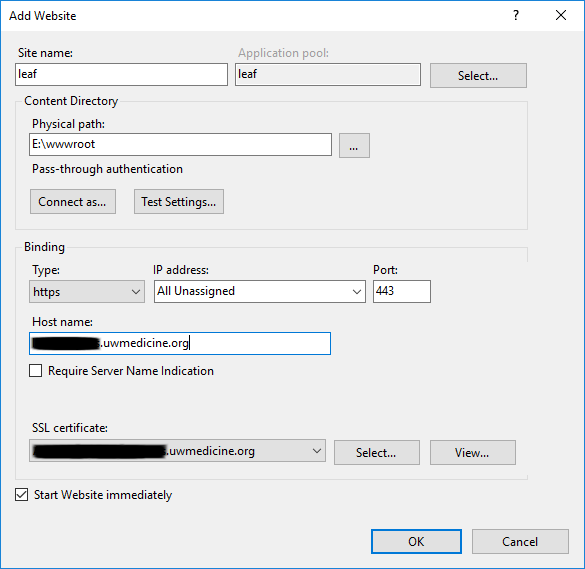 Add Website
? 
Site name: Application pool:
leaf leaf Select...
Content Directory
Physical path:
E:\wwwroot ...
Pass-through authentication
Connect as... Test Settings...
Binding
Type: IP address: Port:
https All Unassigned 443
Host name:
.uwmedicine.org
Require Server Name Indication
SSL certificate:
.uwmedicine.org Select... View...
Start Website immediately
OK Cancel